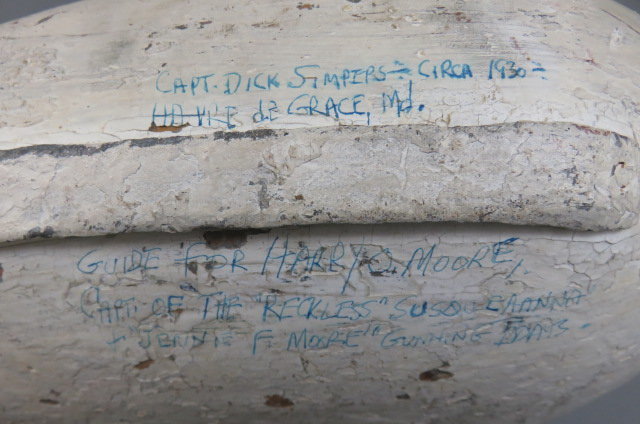 CAPT. DICK SIMPERS - CIRCA 1930 -
HAVRE de GRACE, Md.
GUIDE FOR HARRY O. MOORE,
CAPT. OF THE "RECKLESS" SUSQUEHANNA
+ "JENNIE F. MOORE" GUNNING BOATS -